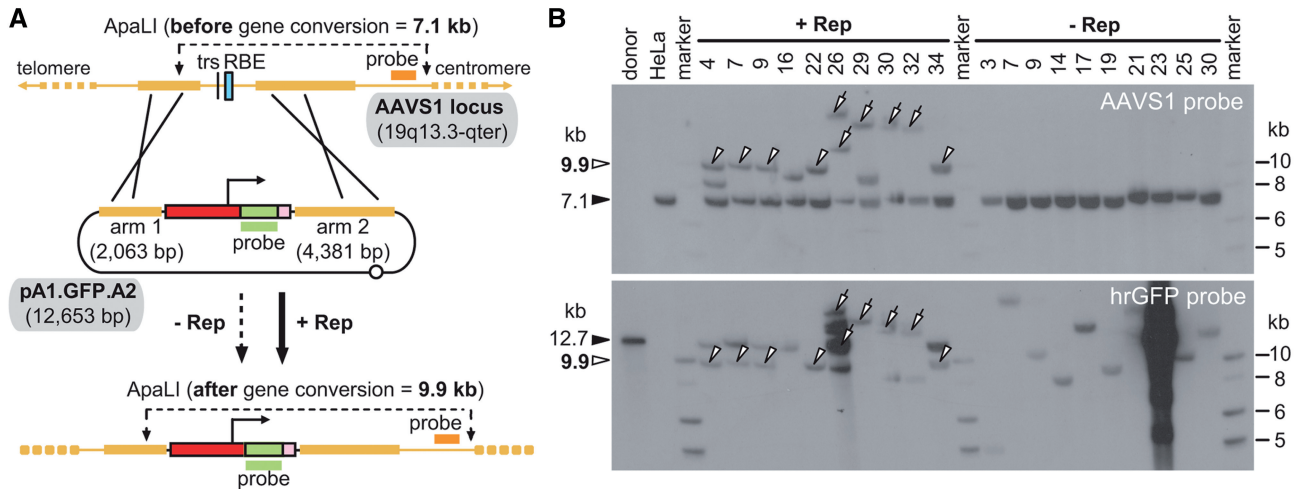 A
ApaLI (before gene conversion = 7.1 kb)
telomere
trs RBE
probe
centromere
AAVS1 locus
(19q13.3-qter)
arm 1
(2,063 bp)
probe
arm 2
(4,381 bp)
pA1.GFP.A2
(12,653 bp)
- Rep
+ Rep
ApaLI (after gene conversion = 9.9 kb)
probe
probe
B
+ Rep
- Rep
donor HeLa marker 4 7 9 16 22 26 29 30 32 34 marker 3 7 9 14 17 19 21 23 25 30 marker
AAVS1 probe
kb
9.9
7.1
kb
10
8
6
5
hrGFP probe
kb
12.7
9.9
kb
10
8
6
5